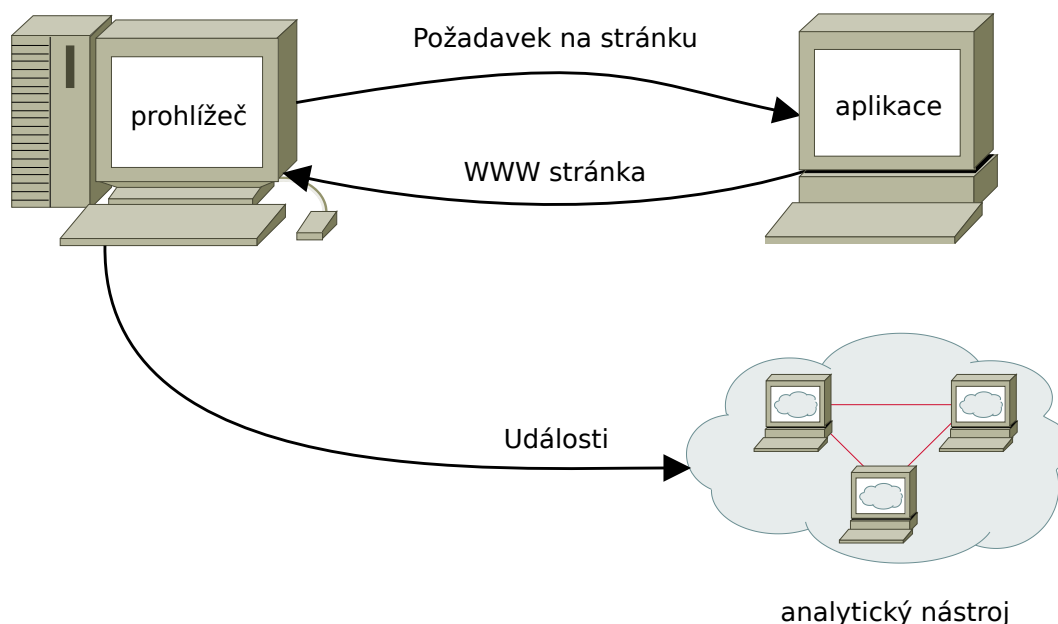 Požadavek na stránku
prohlížeč
aplikace
WWW stránka
Události
analytický nástroj